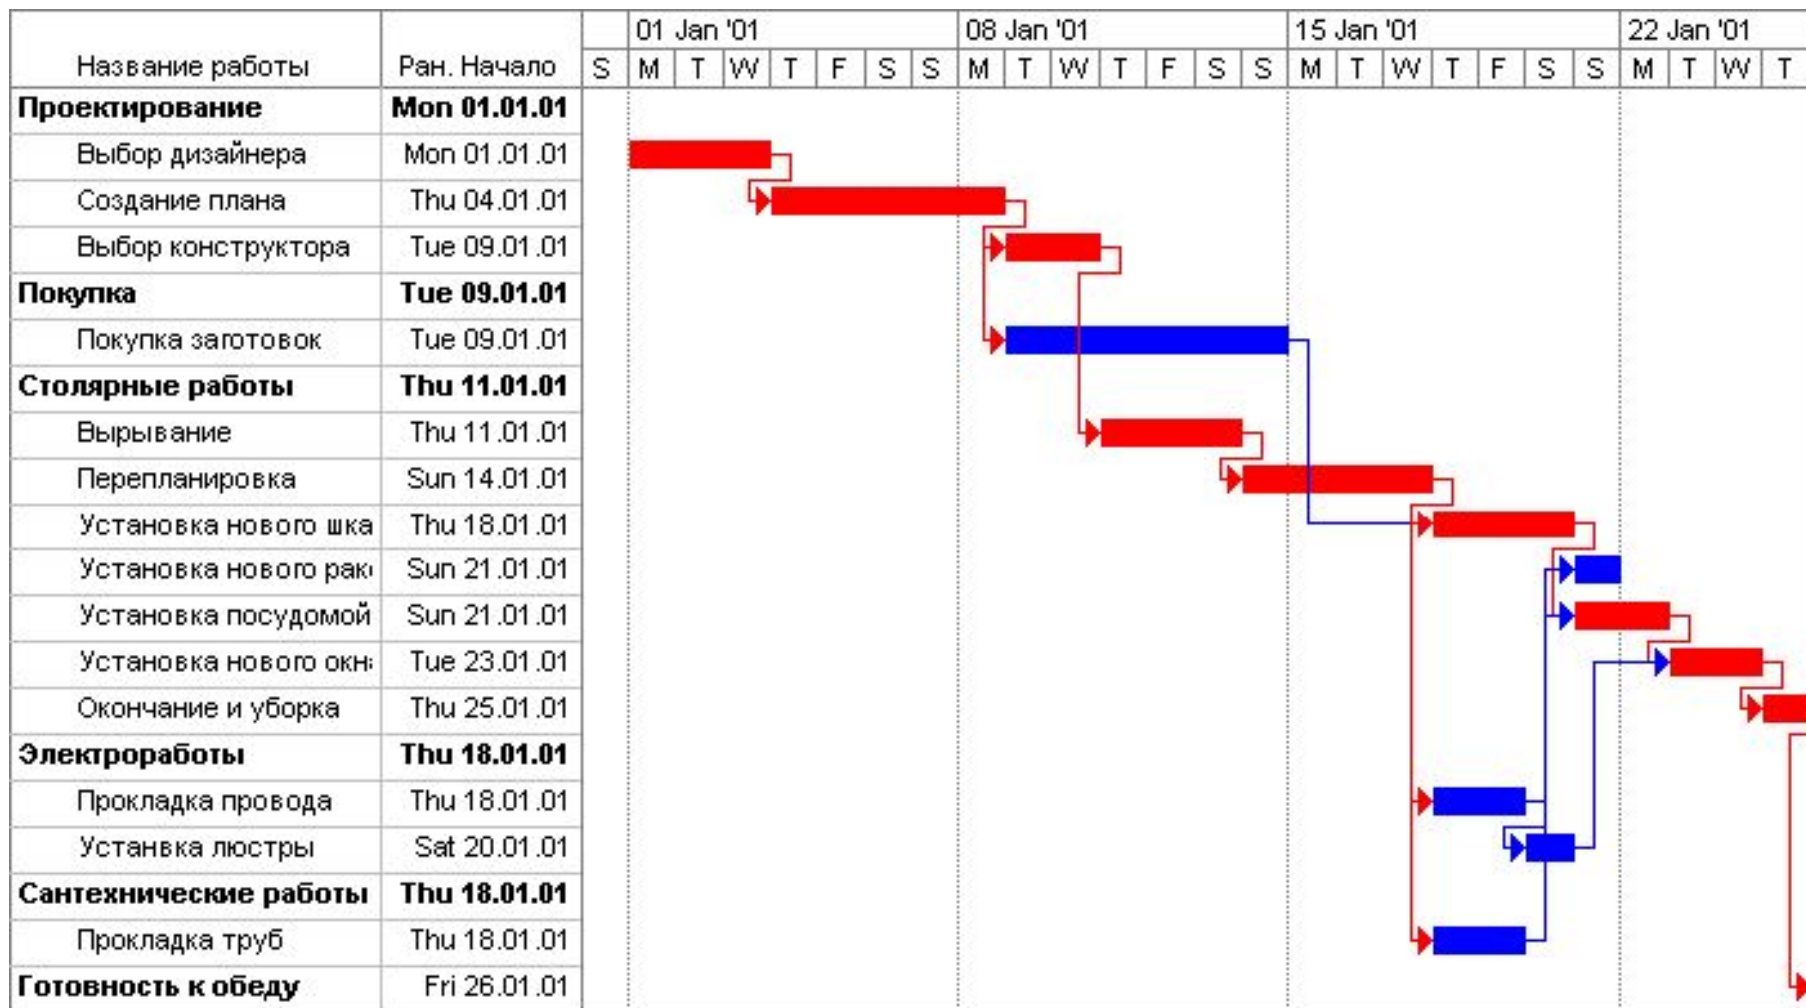 01 Jan '01 08 Jan '01 15 Jan '01 22 Jan '01
Название работы Ран. Начало S M T W T F S S M T W T F S S M T W T F S S M T W T
Проектирование Mon 01.01.01
Выбор дизайнера Mon 01.01.01
Создание плана Thu 04.01.01
Выбор конструктора Tue 09.01.01
Покупка Tue 09.01.01
Покупка заготовок Tue 09.01.01
Столярные работы Thu 11.01.01
Вырывание Thu 11.01.01
Перепланировка Sun 14.01.01
Установка нового шка Thu 18.01.01
Установка нового рак Sun 21.01.01
Установка посудомой Sun 21.01.01
Установка нового окн Tue 23.01.01
Окончание и уборка Thu 25.01.01
Электроработы Thu 18.01.01
Прокладка провода Thu 18.01.01
Устанвка люстры Sat 20.01.01
Сантехнические работы Thu 18.01.01
Прокладка труб Thu 18.01.01
Готовность к обеду Fri 26.01.01